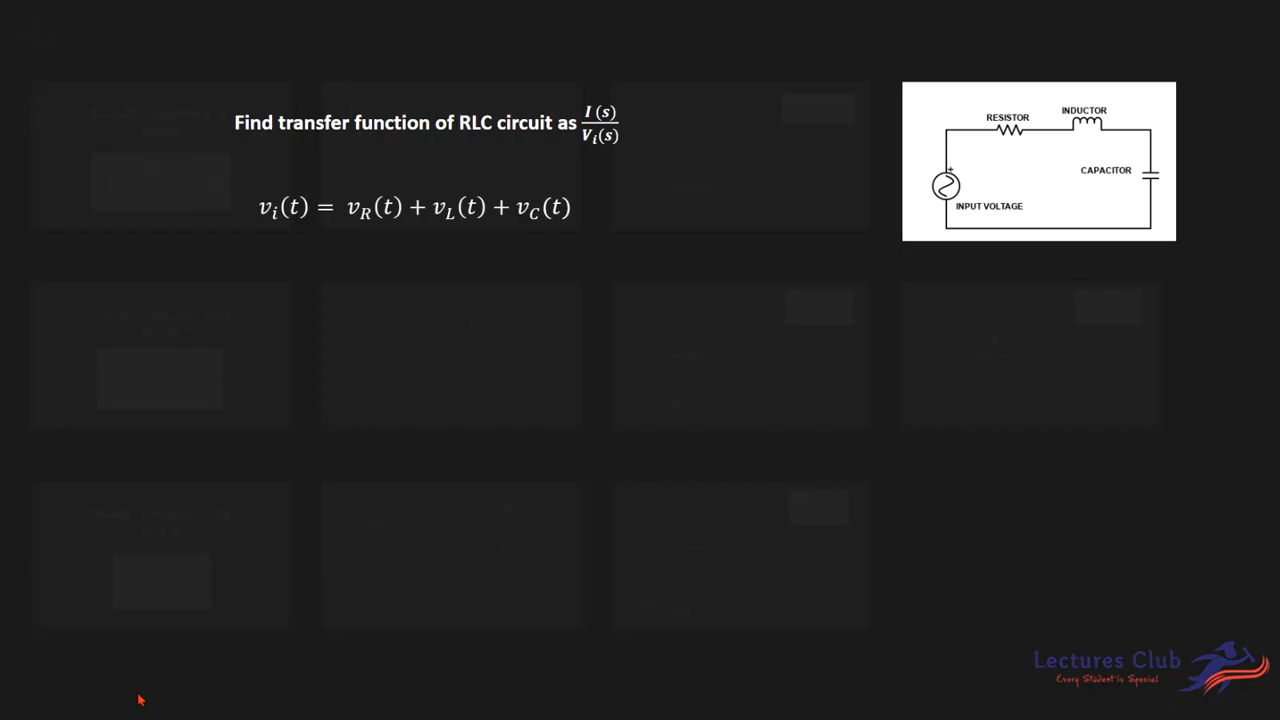 Find transfer function of RLC circuit as I (s) / Vi(s)
vi(t) = vR(t) + vL(t) + vC(t)
RESISTOR
INDUCTOR
CAPACITOR
+
INPUT VOLTAGE
Lectures Club
Every Student is Special